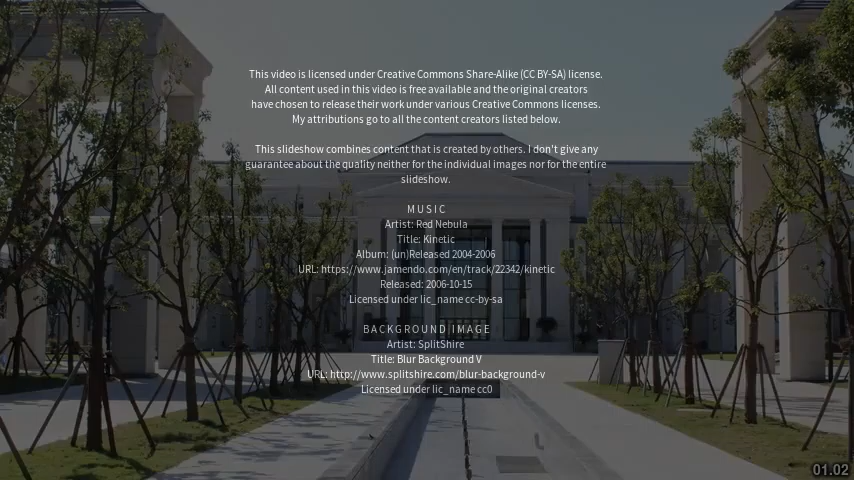 This video is licensed under Creative Commons Share-Alike (CC BY-SA) license.
All content used in this video is free available and the original creators
have chosen to release their work under various Creative Commons licenses.
My attributions go to all the content creators listed below.
This slideshow combines content that is created by others. I don't give any
guarantee about the quality neither for the individual images nor for the entire
slideshow.
MUSIC
Artist: Red Nebula
Title: Kinetic
Album: (un)Released 2004-2006
URL: https://www.jamendo.com/en/track/22342/kinetic
Released: 2006-10-15
Licensed under lic_name cc-by-sa
BACKGROUND IMAGE
Artist: SplitShire
Title: Blur Background V
URL: http://www.splitshire.com/blur-background-v
Licensed under lic_name cc0
01.02